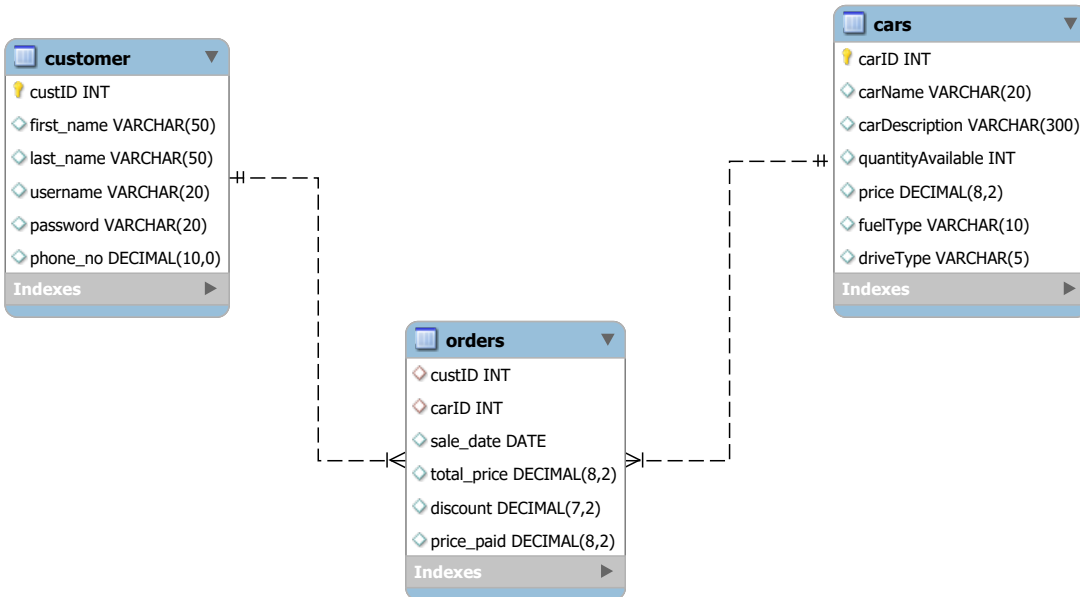 customer
custID INT
first_name VARCHAR(50)
last_name VARCHAR(50)
username VARCHAR(20)
password VARCHAR(20)
phone_no DECIMAL(10,0)
Indexes
cars
carID INT
carName VARCHAR(20)
carDescription VARCHAR(300)
quantityAvailable INT
price DECIMAL(8,2)
fuelType VARCHAR(10)
driveType VARCHAR(5)
Indexes
orders
custID INT
carID INT
sale_date DATE
total_price DECIMAL(8,2)
discount DECIMAL(7,2)
price_paid DECIMAL(8,2)
Indexes